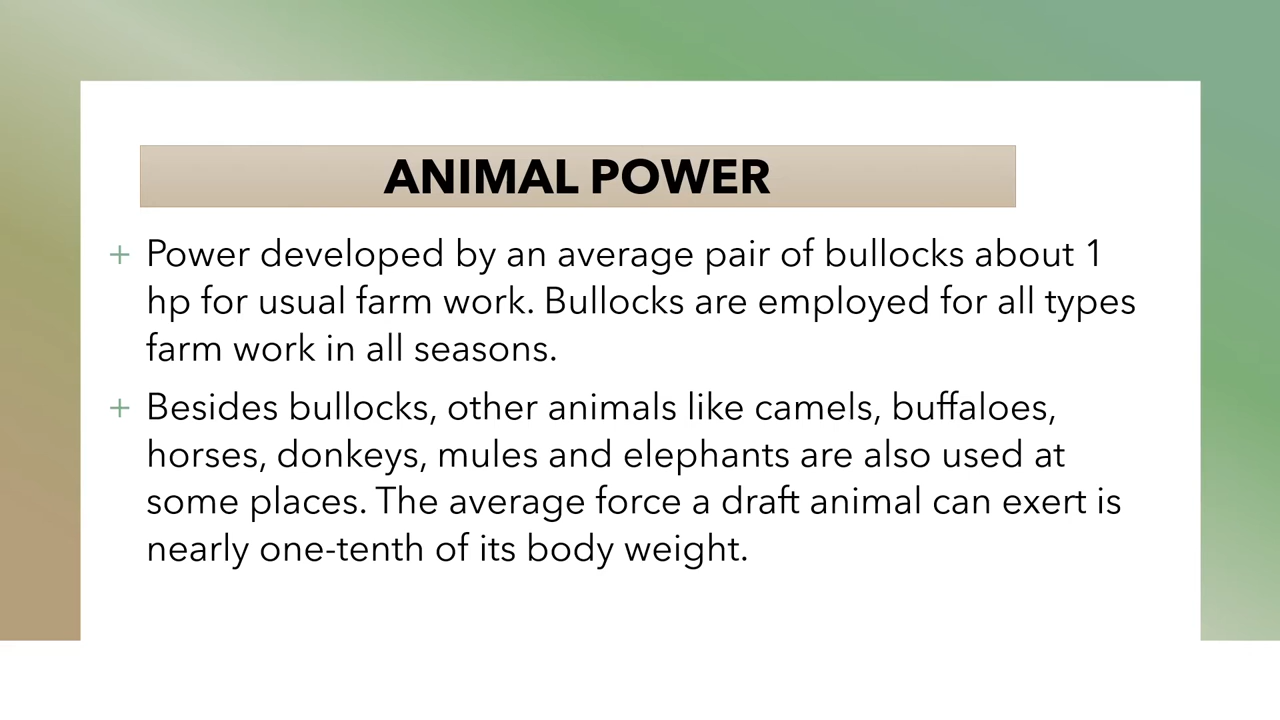 ANIMAL POWER
+ Power developed by an average pair of bullocks about 1
hp for usual farm work. Bullocks are employed for all types
farm work in all seasons.
+ Besides bullocks, other animals like camels, buffaloes,
horses, donkeys, mules and elephants are also used at
some places. The average force a draft animal can exert is
nearly one-tenth of its body weight.